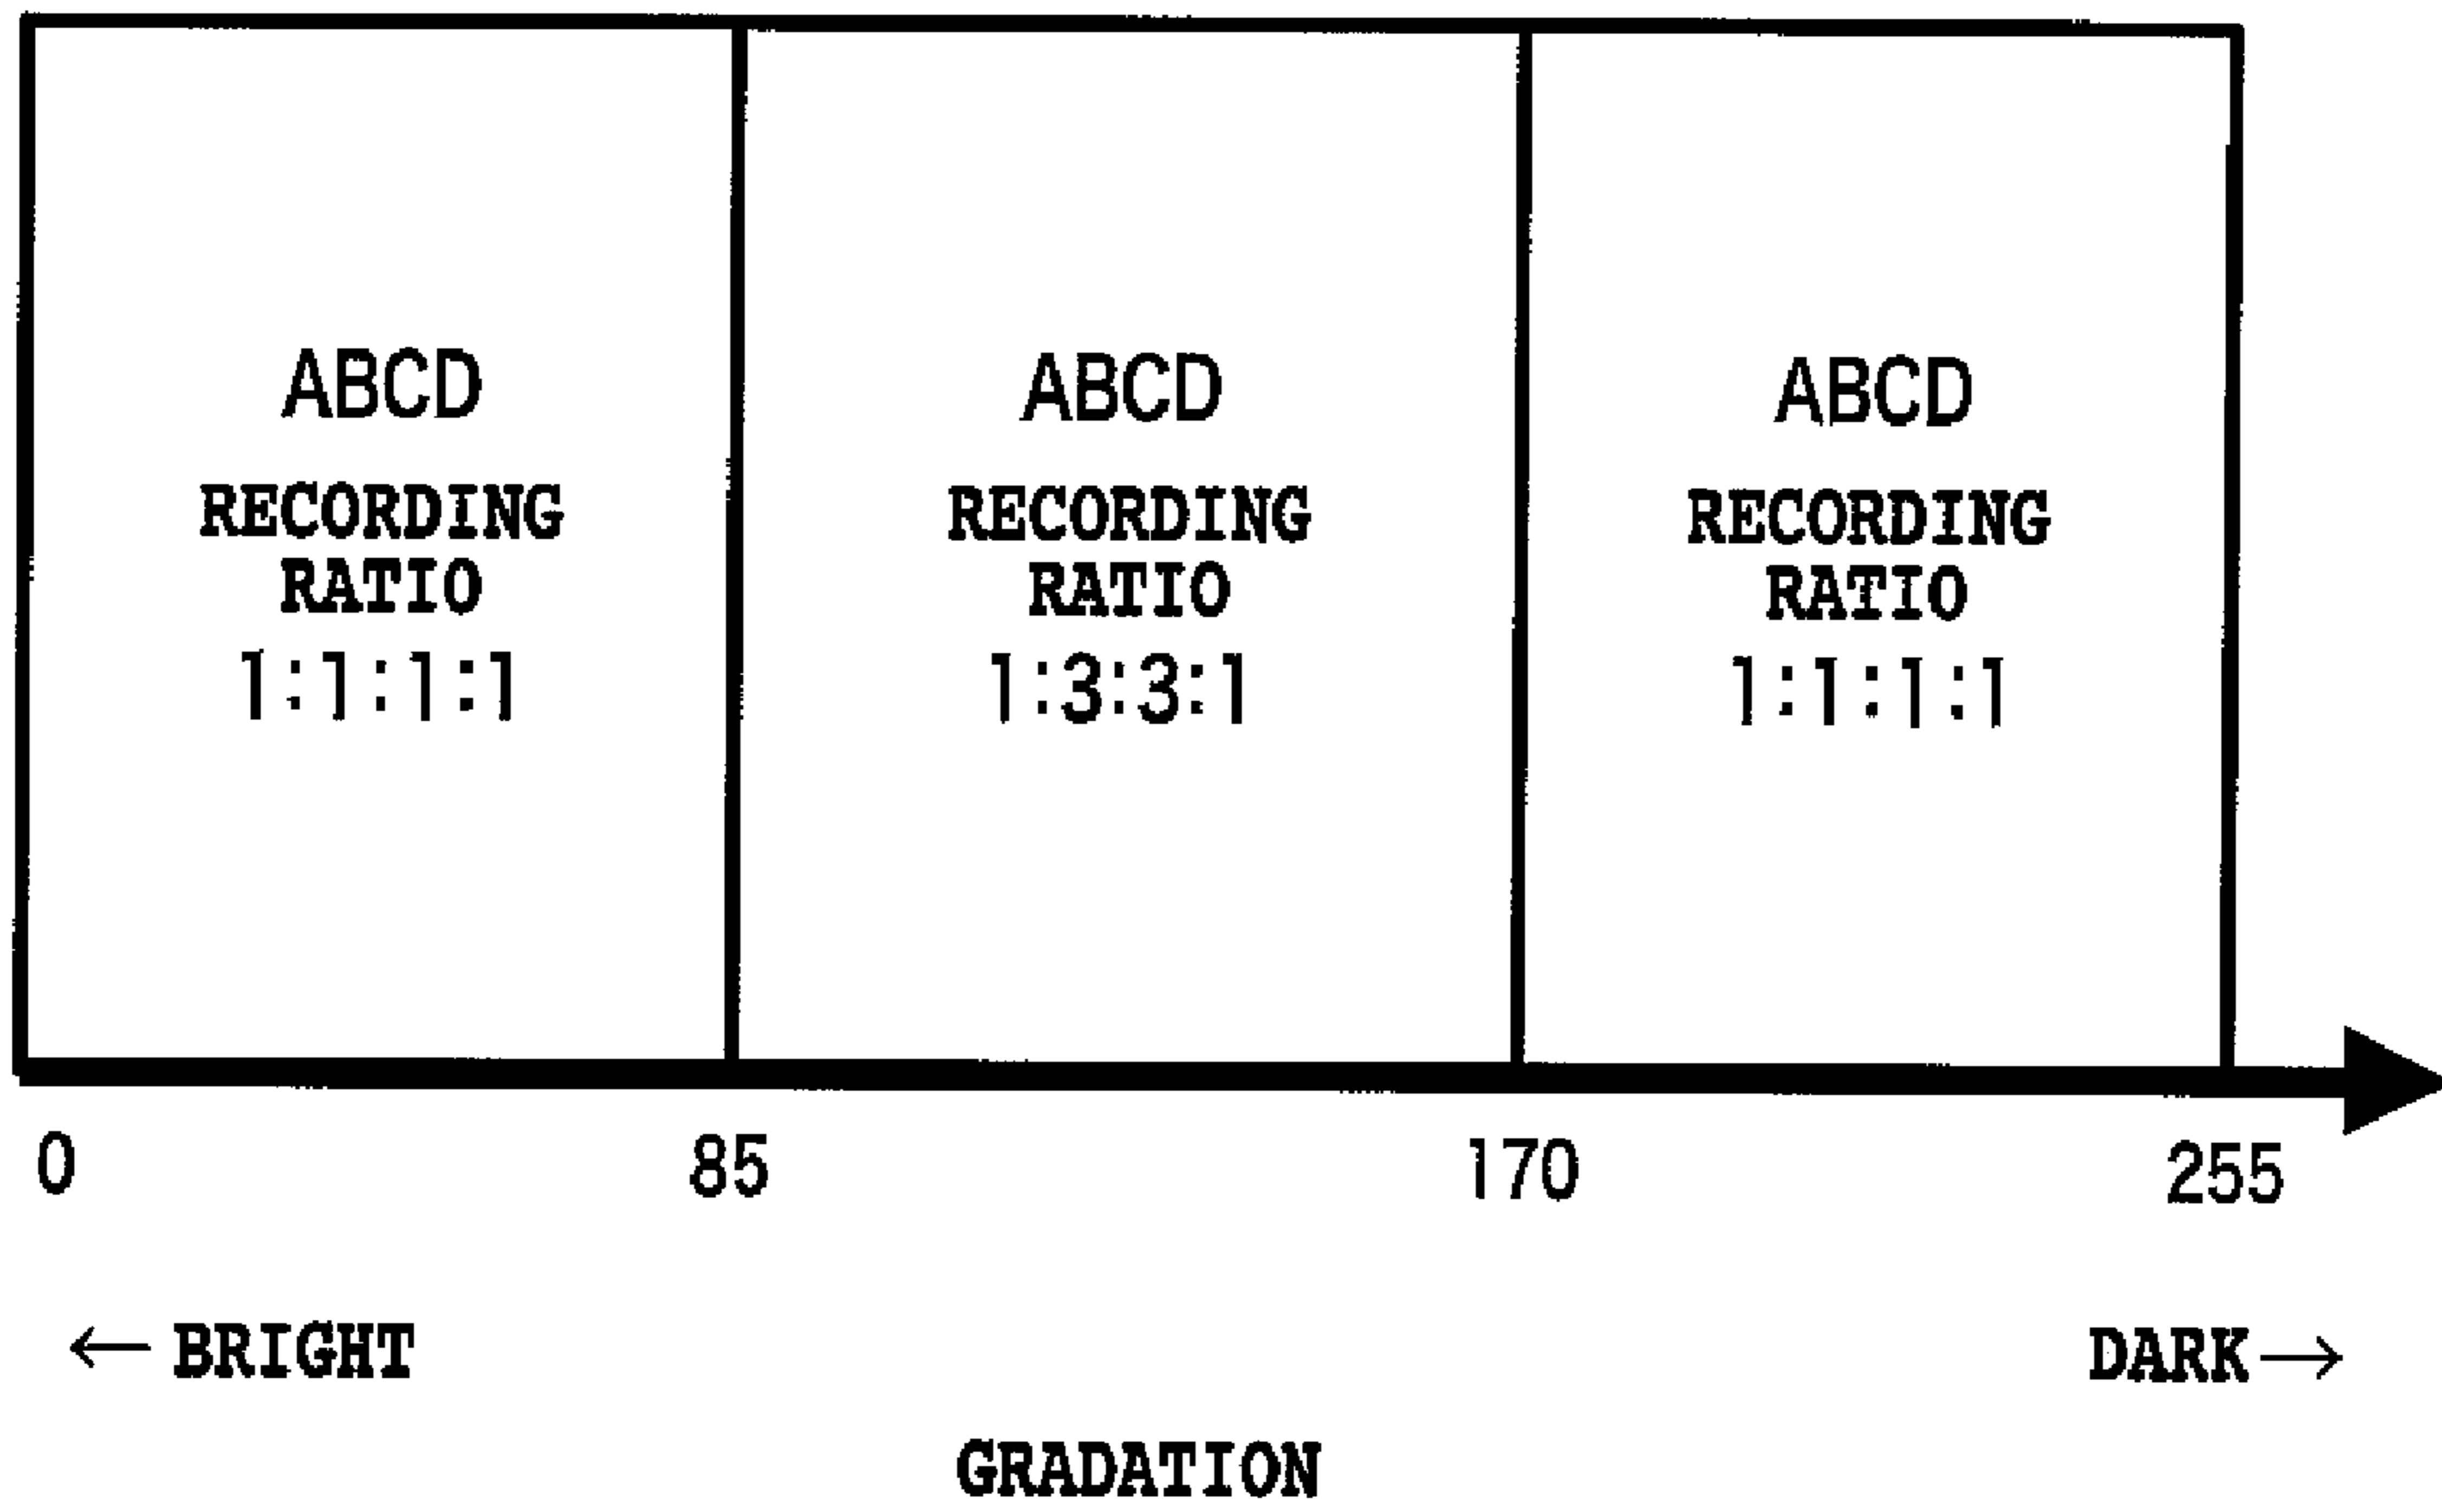 ABCD
RECORDING
RATIO
1:1:1:1
ABCD
RECORDING
RATIO
1:3:3:1
ABCD
RECORDING
RATIO
1:1:1:1
0 85 170 255
← BRIGHT DARK →
GRADATION